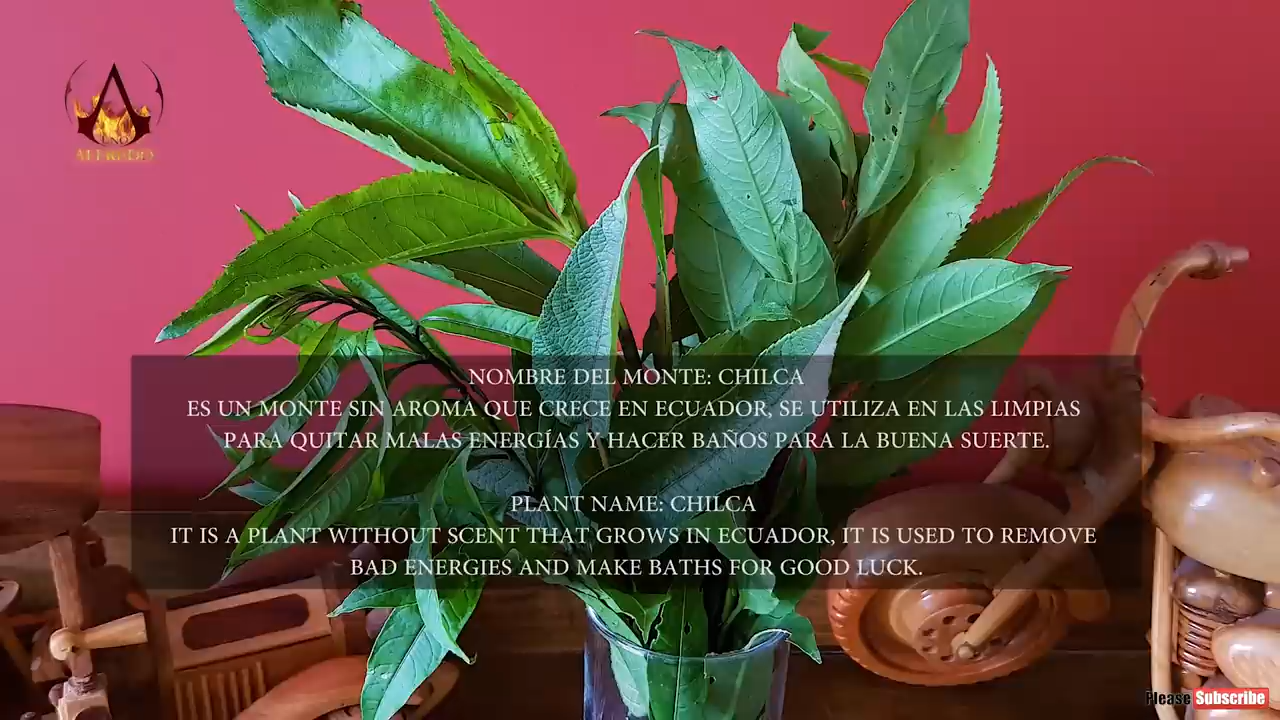 ALFREDO
NOMBRE DEL MONTE: CHILCA
ES UN MONTE SIN AROMA QUE CRECE EN ECUADOR, SE UTILIZA EN LAS LIMPIAS
PARA QUITAR MALAS ENERGÍAS Y HACER BAÑOS PARA LA BUENA SUERTE.
PLANT NAME: CHILCA
IT IS A PLANT WITHOUT SCENT THAT GROWS IN ECUADOR, IT IS USED TO REMOVE
BAD ENERGIES AND MAKE BATHS FOR GOOD LUCK.
Please Subscribe